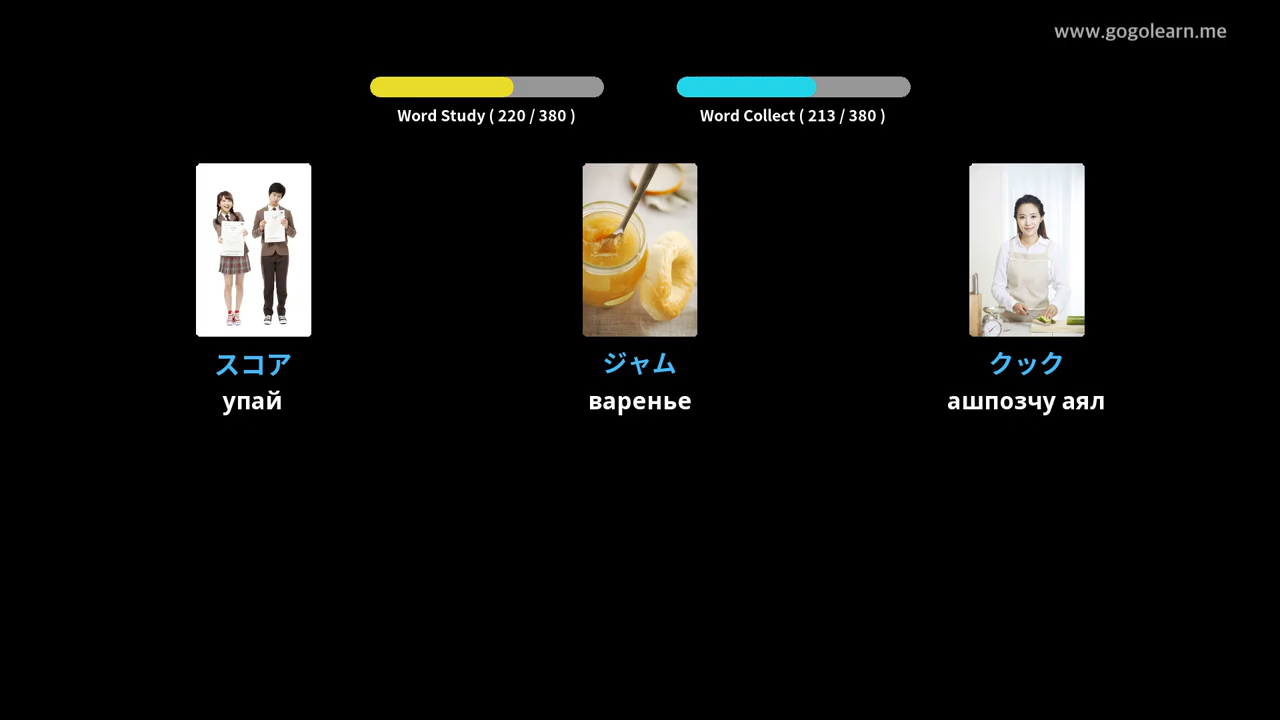 www.gogolearn.me
Word Study ( 220 / 380 )
Word Collect ( 213 / 380 )
スコア
ジャム
クック
упай
варенье
ашпозчу аял